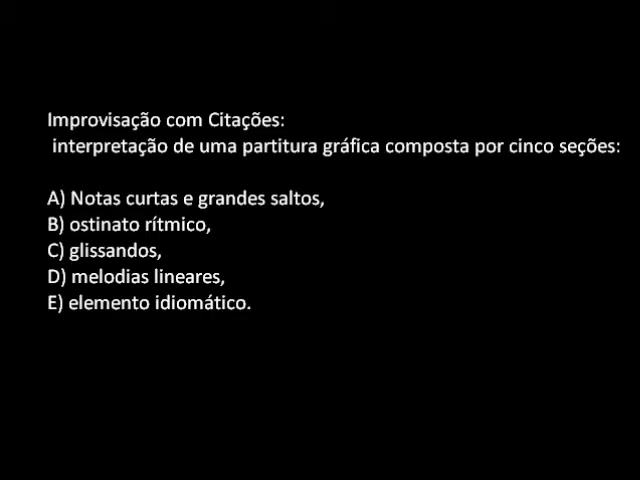 Improvisação com Citações:
interpretação de uma partitura gráfica composta por cinco seções:
A) Notas curtas e grandes saltos,
B) ostinato rítmico,
C) glissandos,
D) melodias lineares,
E) elemento idiomático.